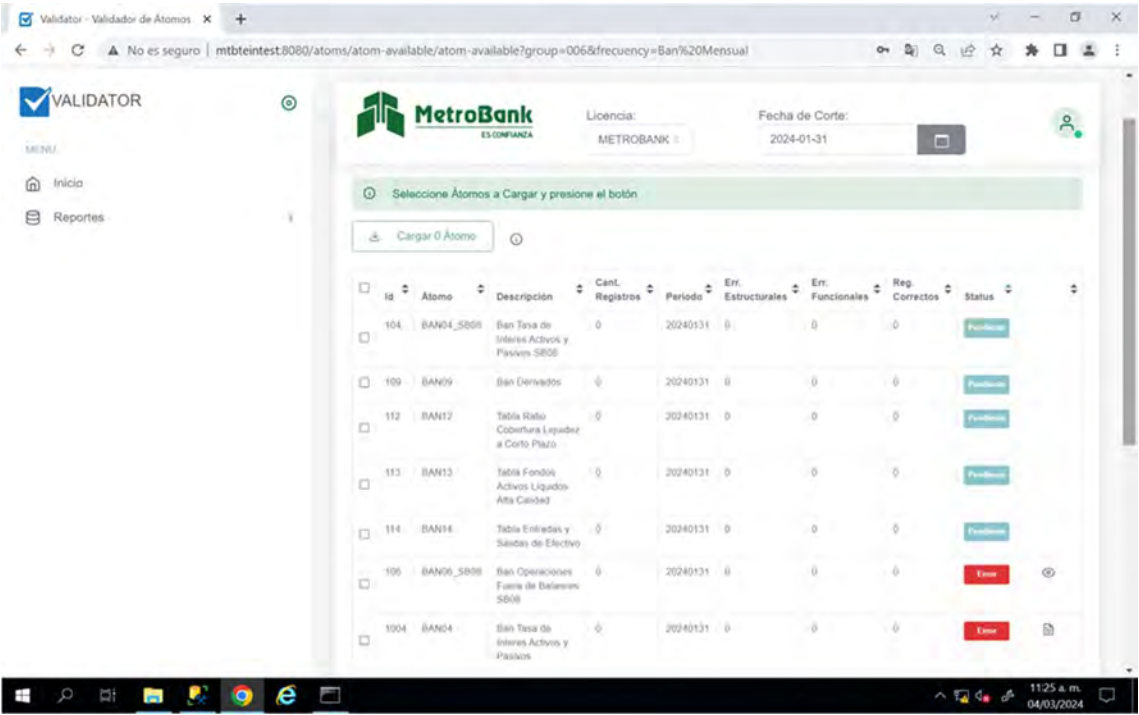 Validator - Validador de Átomos
No es seguro | mtbteintest:8080/atoms/atom-available/atom-available?group=006&frecuency=Ban%20Mensual
VALIDATOR
MENU
Inicio
Reportes
MetroBank
ES CONFIANZA
Licencia:
METROBANK
Fecha de Corte:
2024-01-31
Seleccione Átomos a Cargar y presione el botón
Cargar 0 Átomo
Id Átomo Descripción Cant. Registros Periodo Err. Estructurales Err. Funcionales Reg. Correctos Status
104 BAN04_SB08 Ban Tasa de 0 20240131 0 0 0 Pendiente
Interes Activos y
Pasivos SB08
109 BAN09 Ban Derivados 0 20240131 0 0 0 Pendiente
112 BAN12 Tabla Ratio 0 20240131 0 0 0 Pendiente
Cobertura Liquidez
a Corto Plazo
113 BAN13 Tabla Fondos 0 20240131 0 0 0 Pendiente
Activos Liquidos
Alta Calidad
114 BAN14 Tabla Entradas y 0 20240131 0 0 0 Pendiente
Salidas de Efectivo
106 BAN06_SB08 Ban Operaciones 0 20240131 0 0 0 Error
Fuera de Balances
SB08
1004 BAN04 Ban Tasa de 0 20240131 0 0 0 Error
Interes Activos y
Pasivos
11:25 a. m.
04/03/2024